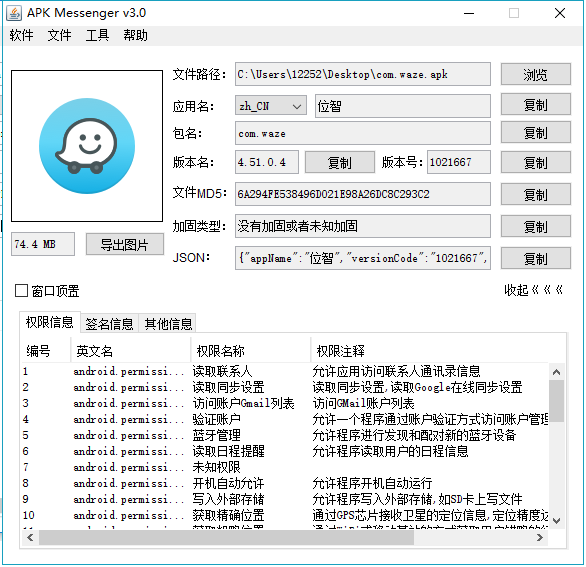 APK Messenger v3.0
软件 文件 工具 帮助
文件路径: C:\Users\12252\Desktop\com.waze.apk 浏览
应用名: zh_CN 位智 复制
包名: com.waze 复制
版本名: 4.51.0.4 复制 版本号: 1021667 复制
文件MD5: 6A294FE538496D021E98A26DC8C293C2 复制
加固类型: 没有加固或者未知加固 复制
74.4 MB 导出图片
JSON: {"appName":"位智","versionCode":"1021667", 复制
窗口顶置 收起《《《
权限信息 签名信息 其他信息
编号 英文名 权限名称 权限注释
1 android.permissi... 读取联系人 允许应用访问联系人通讯录信息
2 android.permissi... 读取同步设置 读取同步设置,读取Google在线同步设置
3 android.permissi... 访问账户Gmail列表 访问GMail账户列表
4 android.permissi... 验证账户 允许一个程序通过账户验证方式访问账户管理
5 android.permissi... 蓝牙管理 允许程序进行发现和配对新的蓝牙设备
6 android.permissi... 读取日程提醒 允许程序读取用户的日程信息
7 android.permissi... 未知权限
8 android.permissi... 开机自动允许 允许程序开机自动运行
9 android.permissi... 写入外部存储 允许程序写入外部存储,如SD卡上写文件
10 android.permissi... 获取精确位置 通过GPS芯片接收卫星的定位信息,定位精度达